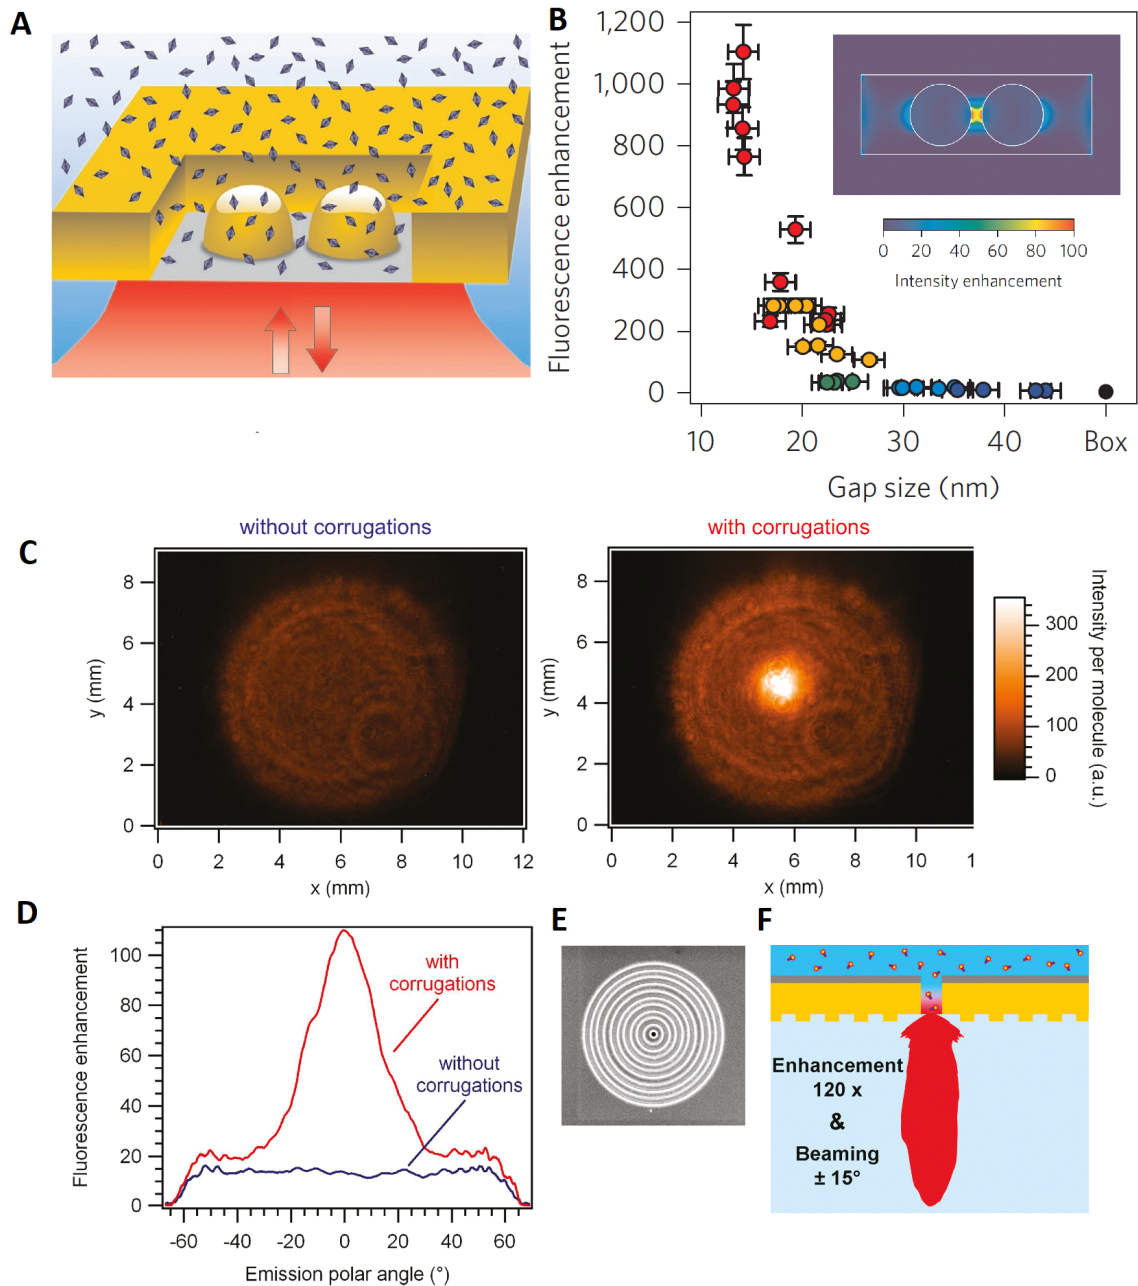 A
B
1,200
1,000
800
600
400
200
0
Fluorescence enhancement
0 20 40 60 80 100
Intensity enhancement
10 20 30 40 Box
Gap size (nm)
C
without corrugations
8
6
4
2
0
y (mm)
0 2 4 6 8 10 12
x (mm)
with corrugations
8
6
4
2
0
y (mm)
0 2 4 6 8 10 1
x (mm)
300
200
100
0
Intensity per molecule (a.u.)
D
100
80
60
40
20
0
Fluorescence enhancement
with
corrugations
without
corrugations
-60 -40 -20 0 20 40 60
Emission polar angle (°)
E
F
Enhancement
120 x
&
Beaming
± 15°